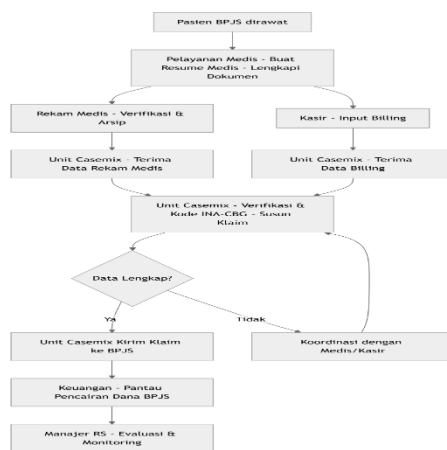 Pasien BPJS dirawat
Pelayanan Medis - Buat
Resume Medis - Lengkapi
Dokumen
Rekam Medis - Verifikasi &
Arsip
Kasir - Input Billing
Unit Casemix - Terima
Data Rekam Medis
Unit Casemix - Terima
Data Billing
Unit Casemix - Verifikasi &
Kode INA-CBG - Susun
Klaim
Data Lengkap?
Ya
Tidak
Unit Casemix Kirim Klaim
ke BPJS
Koordinasi dengan
Medis/Kasir
Keuangan - Pantau
Pencairan Dana BPJS
Manajer RS - Evaluasi &
Monitoring